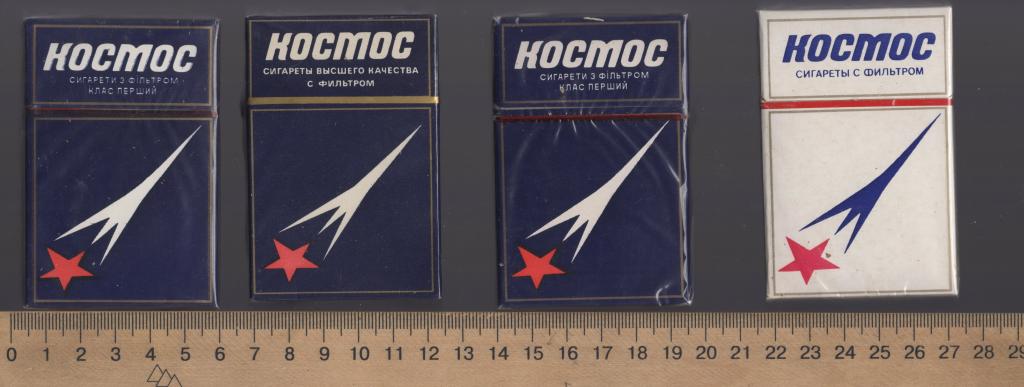 КОСМОС
СИГАРЕТИ З ФІЛЬТРОМ
КЛАС ПЕРШИЙ
КОСМОС
СИГАРЕТЫ ВЫСШЕГО КАЧЕСТВА
С ФИЛЬТРОМ
КОСМОС
СИГАРЕТИ З ФІЛЬТРОМ
КЛАС ПЕРШИЙ
КОСМОС
СИГАРЕТЫ С ФИЛЬТРОМ
0 1 2 3 4 5 6 7 8 9 10 11 12 13 14 15 16 17 18 19 20 21 22 23 24 25 26 27 28 29